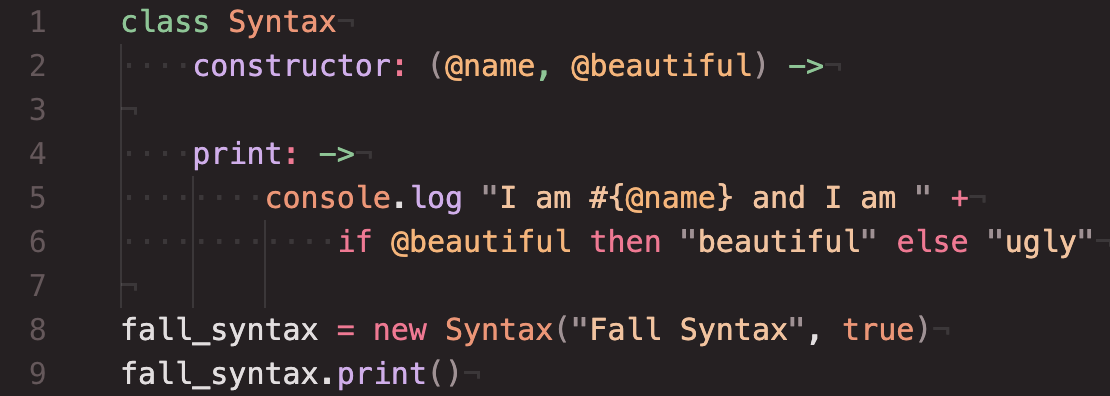 1 class Syntax¬
2 ····constructor: (@name, @beautiful) ->¬
3 ¬
4 ····print: ->¬
5 ········console.log "I am #{@name} and I am " +¬
6 ············if @beautiful then "beautiful" else "ugly"¬
7 ¬
8 fall_syntax = new Syntax("Fall Syntax", true)¬
9 fall_syntax.print()¬